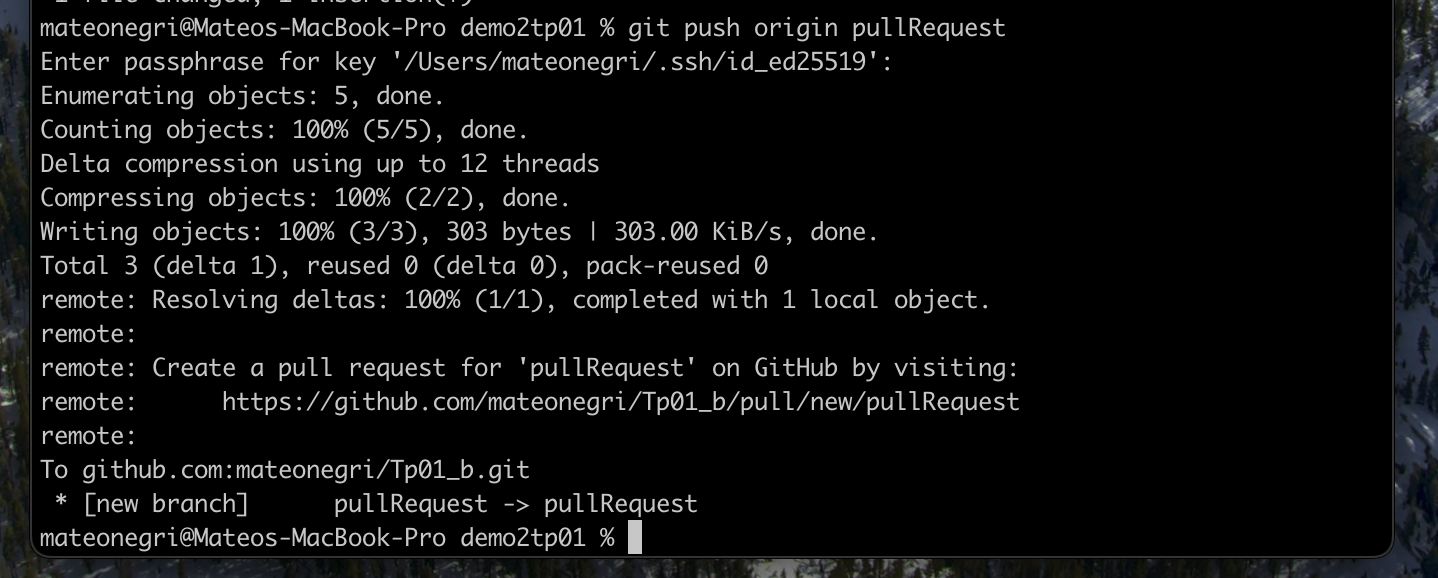 1 file changed, 1 insertion(+)
mateonegri@Mateos-MacBook-Pro demo2tp01 % git push origin pullRequest
Enter passphrase for key '/Users/mateonegri/.ssh/id_ed25519':
Enumerating objects: 5, done.
Counting objects: 100% (5/5), done.
Delta compression using up to 12 threads
Compressing objects: 100% (2/2), done.
Writing objects: 100% (3/3), 303 bytes | 303.00 KiB/s, done.
Total 3 (delta 1), reused 0 (delta 0), pack-reused 0
remote: Resolving deltas: 100% (1/1), completed with 1 local object.
remote:
remote: Create a pull request for 'pullRequest' on GitHub by visiting:
remote:      https://github.com/mateonegri/Tp01_b/pull/new/pullRequest
remote:
To github.com:mateonegri/Tp01_b.git
 * [new branch]      pullRequest -> pullRequest
mateonegri@Mateos-MacBook-Pro demo2tp01 %